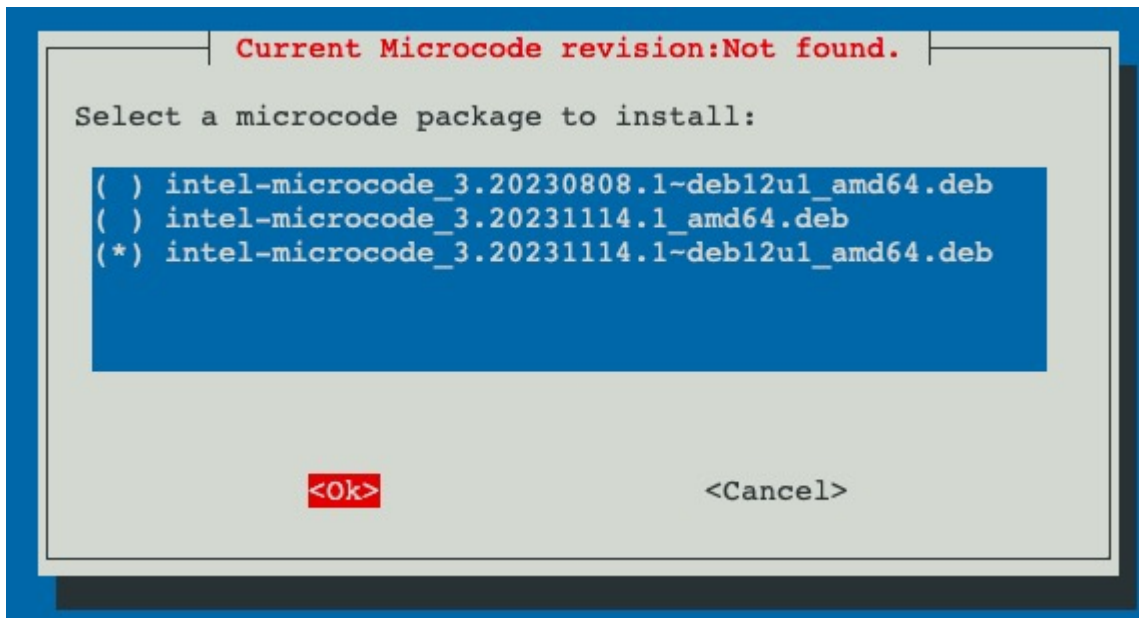 Current Microcode revision:Not found.
Select a microcode package to install:
( ) intel-microcode_3.20230808.1~deb12u1_amd64.deb
( ) intel-microcode_3.20231114.1_amd64.deb
(*) intel-microcode_3.20231114.1~deb12u1_amd64.deb
<Ok> <Cancel>